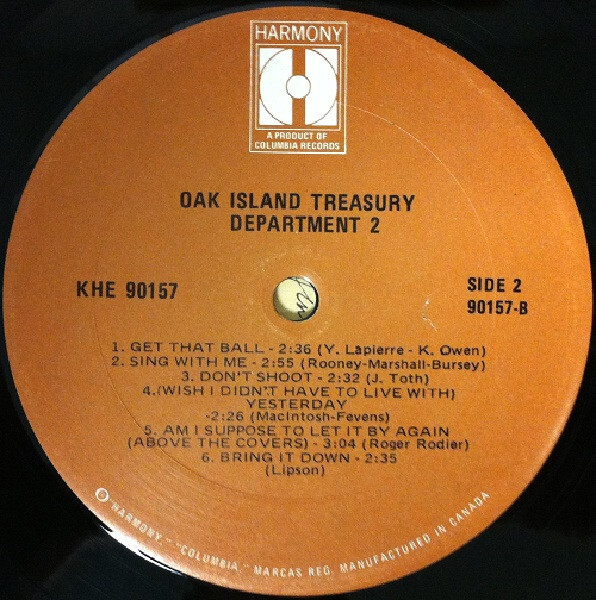 HARMONY
H
A PRODUCT OF
COLUMBIA RECORDS
OAK ISLAND TREASURY
DEPARTMENT 2
KHE 90157
SIDE 2
90157-B
1. GET THAT BALL - 2:36 (Y. Lapierre - K. Owen)
2. SING WITH ME - 2:55 (Rooney-Marshall-Bursey)
3. DON'T SHOOT - 2:32 (J. Toth)
4.(WISH I DIDN'T HAVE TO LIVE WITH)
YESTERDAY
-2:26 (MacIntosh-Fevens)
5. AM I SUPPOSE TO LET IT BY AGAIN
(ABOVE THE COVERS) - 3:04 (Roger Rodier)
6. BRING IT DOWN - 2:35
(Lipson)
"HARMONY" - "COLUMBIA" MARCAS REG. MANUFACTURED IN CANADA